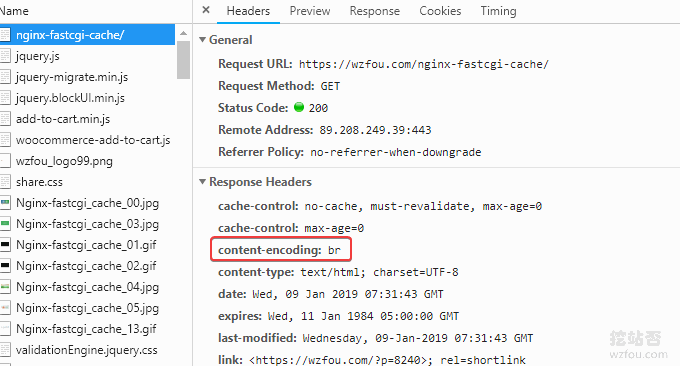 nginx-fastcgi-cache/
jquery.js
jquery-migrate.min.js
jquery.blockUI.min.js
add-to-cart.min.js
woocommerce-add-to-cart.js
wzfou_logo99.png
share.css
Nginx-fastcgi_cache_00.jpg
Nginx-fastcgi_cache_03.jpg
Nginx-fastcgi_cache_01.gif
Nginx-fastcgi_cache_02.gif
Nginx-fastcgi_cache_04.jpg
Nginx-fastcgi_cache_05.jpg
Nginx-fastcgi_cache_13.gif
validationEngine.jquery.css
× Headers Preview Response Cookies Timing
▼ General
Request URL: https://wzfou.com/nginx-fastcgi-cache/
Request Method: GET
Status Code: 200
Remote Address: 89.208.249.39:443
Referrer Policy: no-referrer-when-downgrade
▼ Response Headers
cache-control: no-cache, must-revalidate, max-age=0
cache-control: max-age=0
content-encoding: br
content-type: text/html; charset=UTF-8
date: Wed, 09 Jan 2019 07:31:43 GMT
expires: Wed, 11 Jan 1984 05:00:00 GMT
last-modified: Wednesday, 09-Jan-2019 07:31:43 GMT
link: <https://wzfou.com/?p=8240>; rel=shortlink
挖站否
wzfou.com